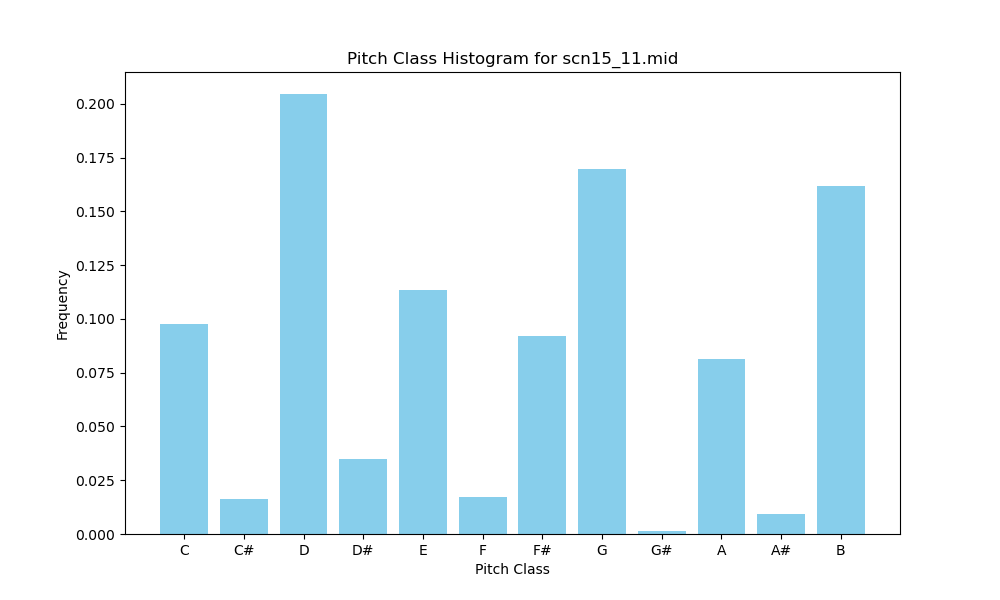 Pitch Class Histogram for scn15_11.mid
Frequency
0.200
0.175
0.150
0.125
0.100
0.075
0.050
0.025
0.000
C C# D D# E F F# G G# A A# B
Pitch Class